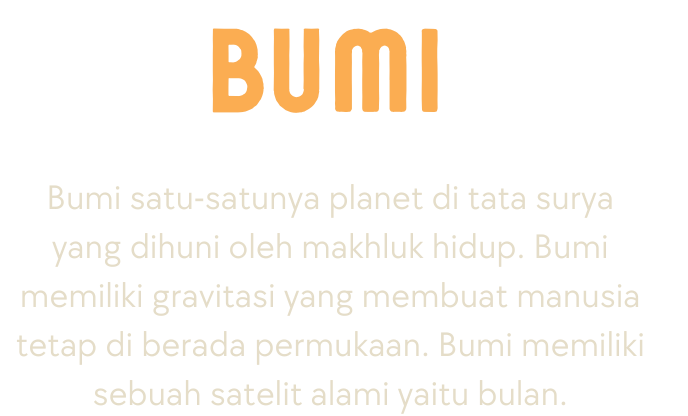 BUMI
Bumi satu-satunya planet di tata surya
yang dihuni oleh makhluk hidup. Bumi
memiliki gravitasi yang membuat manusia
tetap di berada permukaan. Bumi memiliki
sebuah satelit alami yaitu bulan.